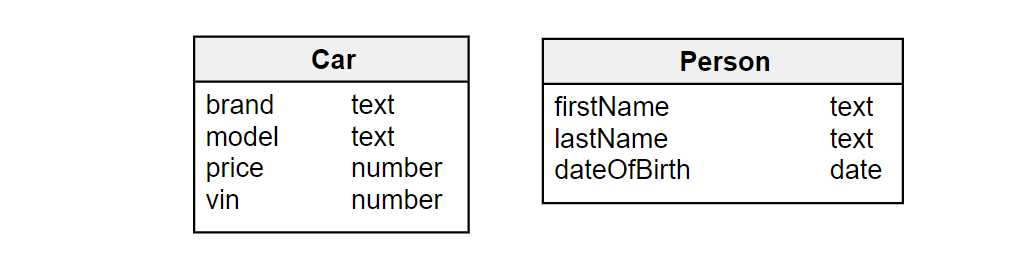 Car
brand text
model text
price number
vin number
Person
firstName text
lastName text
dateOfBirth date